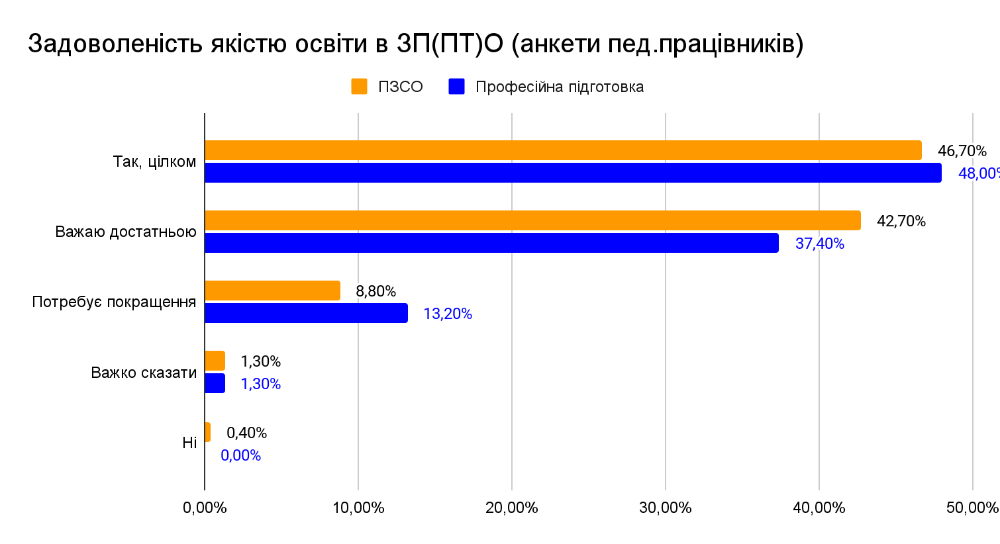 Задоволеність якістю освіти в ЗП(ПТ)О (анкети пед.працівників)
ПЗСО Професійна підготовка
Так, цілком 46,70%
48,00%
Важаю достатньою 42,70%
37,40%
Потребує покращення 8,80%
13,20%
Важко сказати 1,30%
1,30%
Ні 0,40%
0,00%
0,00% 10,00% 20,00% 30,00% 40,00% 50,00%